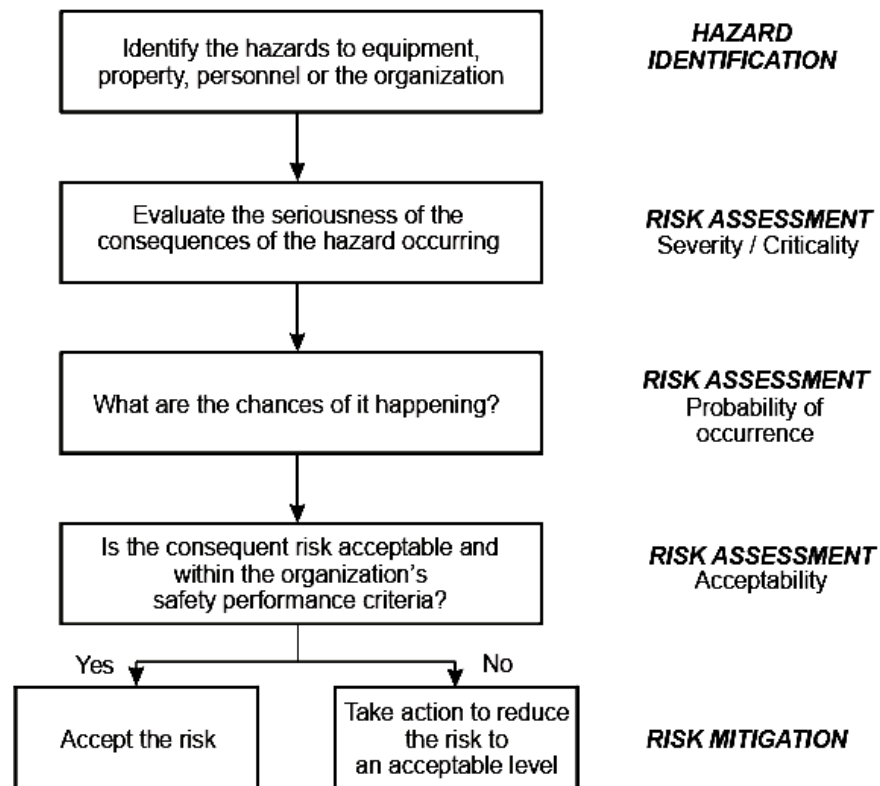 Identify the hazards to equipment,
property, personnel or the organization
HAZARD
IDENTIFICATION
Evaluate the seriousness of the
consequences of the hazard occurring
RISK ASSESSMENT
Severity / Criticality
What are the chances of it happening?
RISK ASSESSMENT
Probability of
occurrence
Is the consequent risk acceptable and
within the organization's
safety performance criteria?
RISK ASSESSMENT
Acceptability
Yes
No
Accept the risk
Take action to reduce
the risk to
an acceptable level
RISK MITIGATION